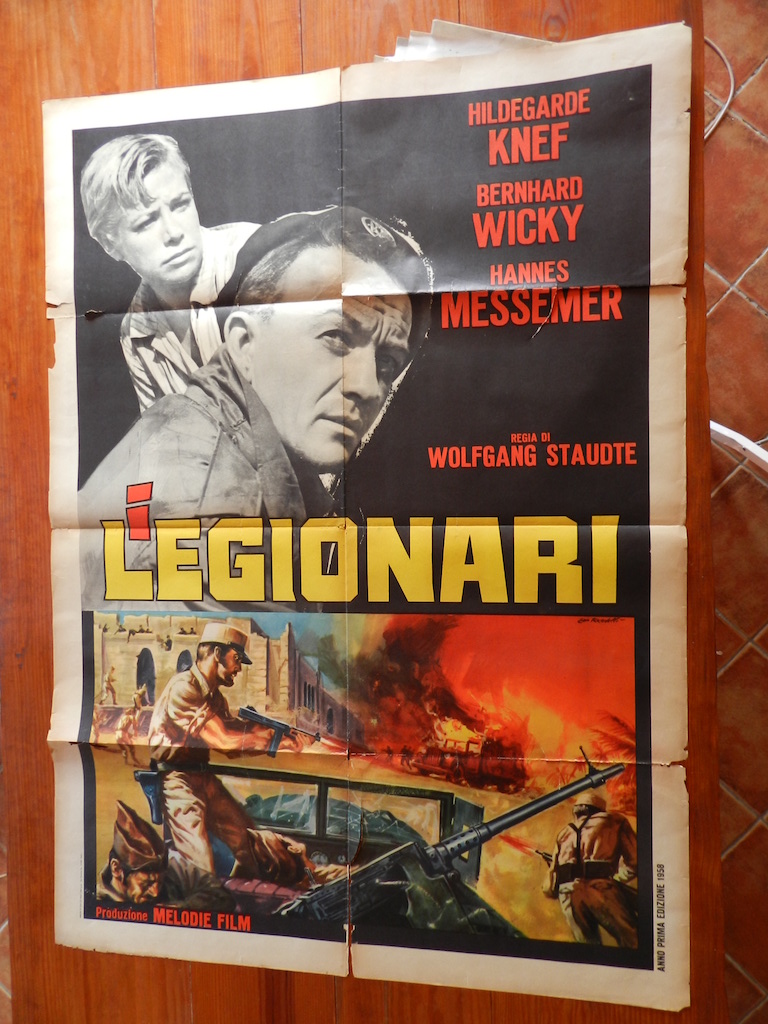 HILDEGARDE
KNEF
BERNHARD
WICKY
HANNES
MESSEMER
REGIA DI
WOLFGANG STAUDTE
i LEGIONARI
Produzione MELODIE FILM
ANNO PRIMA EDIZIONE 1958